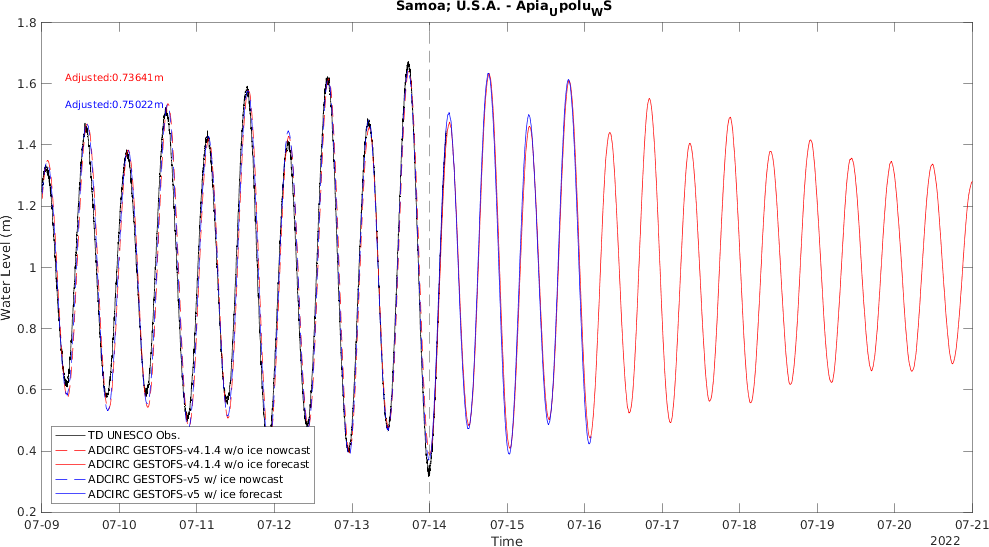 Samoa; U.S.A. - ApiaUpoluWS
1.8
1.6
1.4
1.2
1
0.8
0.6
0.4
0.2
Water Level (m)
Adjusted:0.73641m
Adjusted:0.75022m
TD UNESCO Obs.
ADCIRC GESTOFS-v4.1.4 w/o ice nowcast
ADCIRC GESTOFS-v4.1.4 w/o ice forecast
ADCIRC GESTOFS-v5 w/ ice nowcast
ADCIRC GESTOFS-v5 w/ ice forecast
07-09 07-10 07-11 07-12 07-13 07-14 07-15 07-16 07-17 07-18 07-19 07-20 07-21
Time
2022